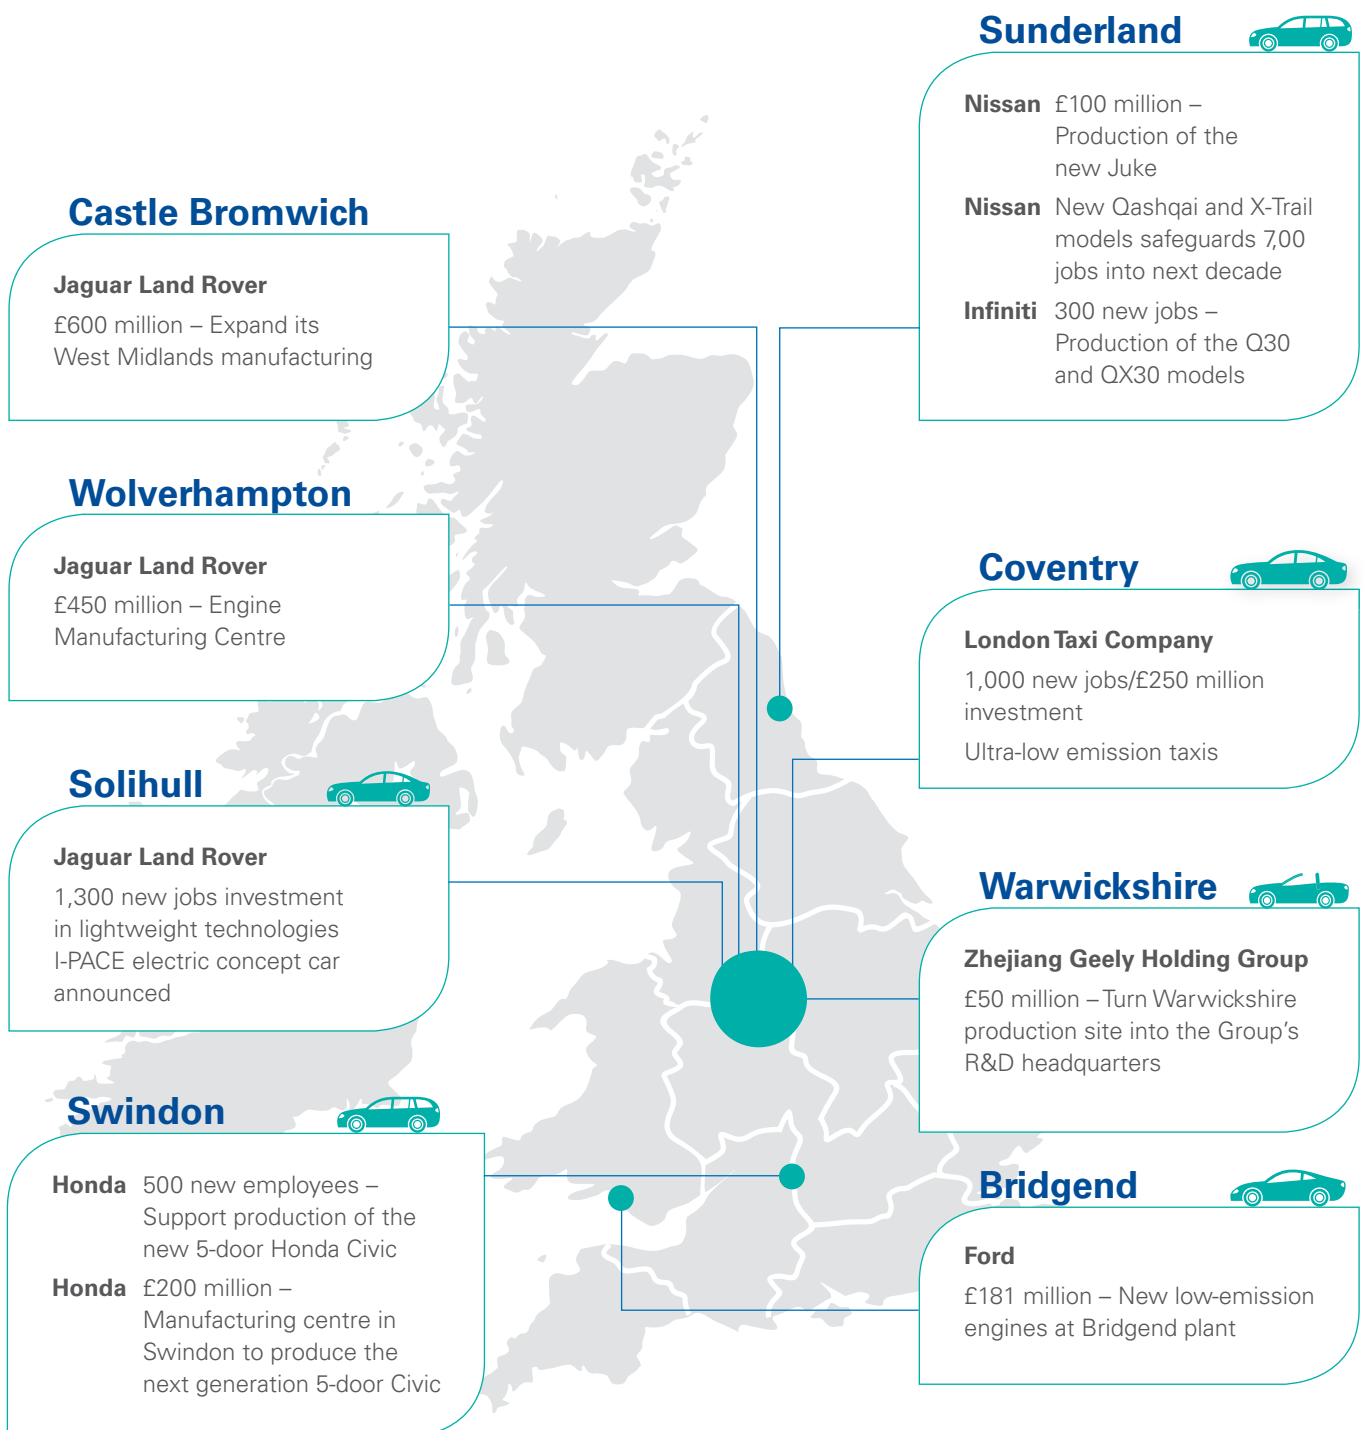 Sunderland
Nissan £100 million –
Production of the
new Juke
Nissan New Qashqai and X-Trail
models safeguards 7,00
jobs into next decade
Infiniti 300 new jobs –
Production of the Q30
and QX30 models
Castle Bromwich
Jaguar Land Rover
£600 million – Expand its
West Midlands manufacturing
Wolverhampton
Jaguar Land Rover
£450 million – Engine
Manufacturing Centre
Coventry
London Taxi Company
1,000 new jobs/£250 million
investment
Ultra-low emission taxis
Solihull
Jaguar Land Rover
1,300 new jobs investment
in lightweight technologies
I-PACE electric concept car
announced
Warwickshire
Zhejiang Geely Holding Group
£50 million – Turn Warwickshire
production site into the Group’s
R&D headquarters
Swindon
Honda 500 new employees –
Support production of the
new 5-door Honda Civic
Honda £200 million –
Manufacturing centre in
Swindon to produce the
next generation 5-door Civic
Bridgend
Ford
£181 million – New low-emission
engines at Bridgend plant